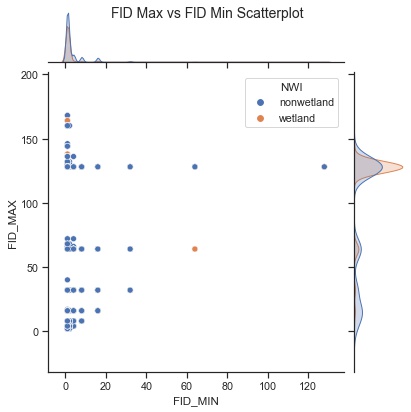 FID Max vs FID Min Scatterplot
200
NWI
nonwetland
wetland
150
100
FID_MAX
50
0
0 20 40 60 80 100 120
FID_MIN